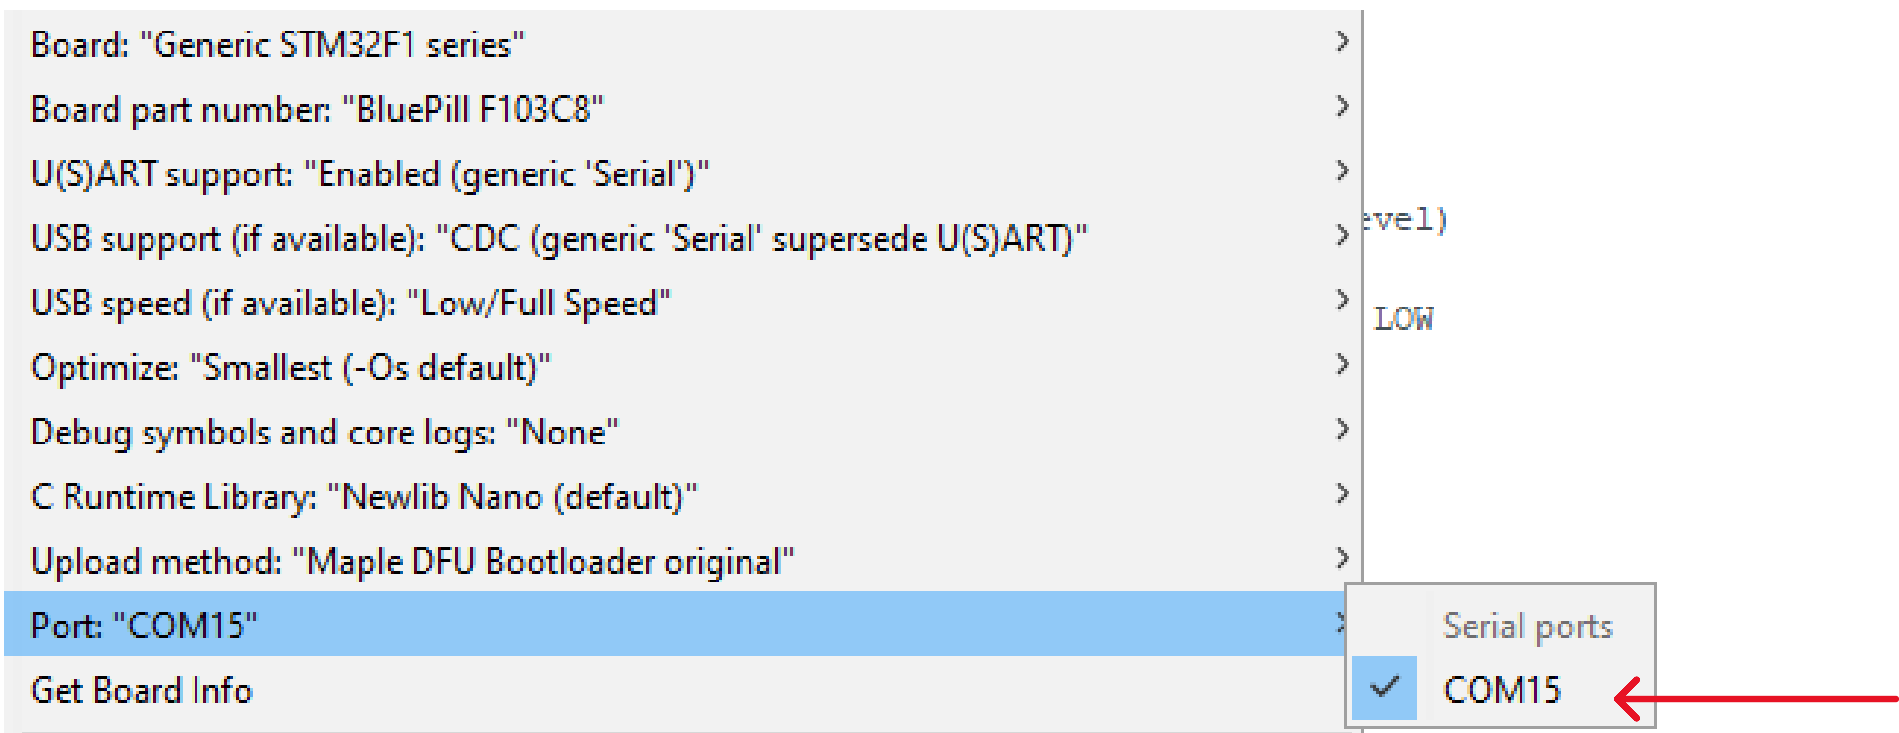 Board: "Generic STM32F1 series"
Board part number: "BluePill F103C8"
U(S)ART support: "Enabled (generic 'Serial')"
evel)
USB support (if available): "CDC (generic 'Serial' supersede U(S)ART)"
USB speed (if available): "Low/Full Speed"
LOW
Optimize: "Smallest (-Os default)"
Debug symbols and core logs: "None"
C Runtime Library: "Newlib Nano (default)"
Upload method: "Maple DFU Bootloader original"
Port: "COM15"
Serial ports
Get Board Info
COM15